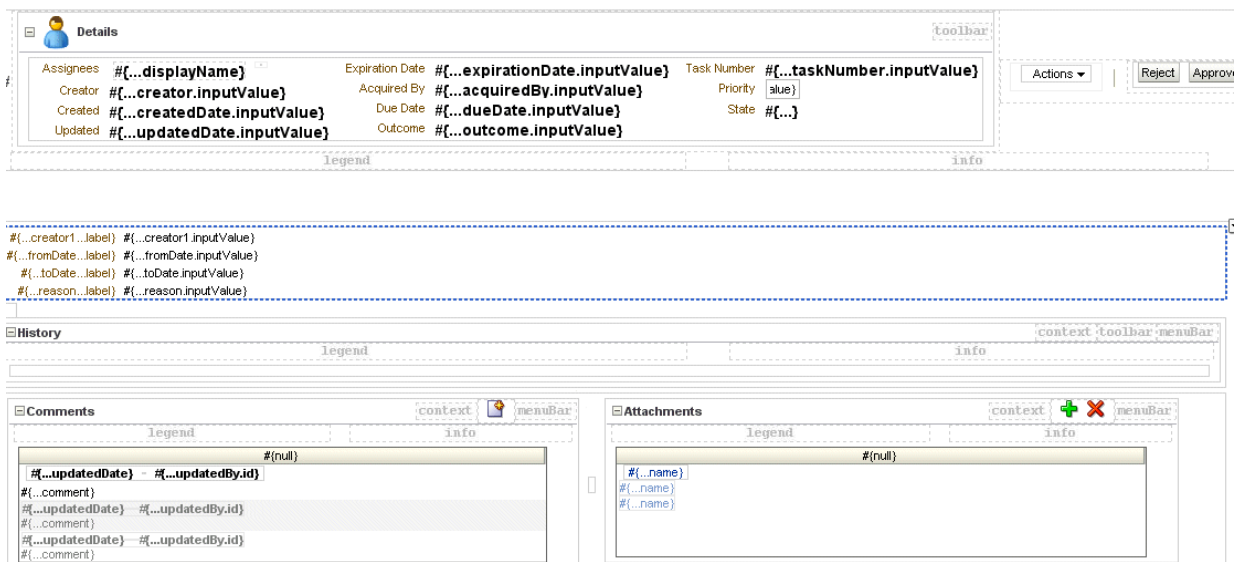 Details toolbar
#
Assignees #{...displayName} Expiration Date #{...expirationDate.inputValue} Task Number #{...taskNumber.inputValue} Actions Reject Approve
Creator #{...creator.inputValue} Acquired By #{...acquiredBy.inputValue} Priority alue}
Created #{...createdDate.inputValue} Due Date #{...dueDate.inputValue} State #{...}
Updated #{...updatedDate.inputValue} Outcome #{...outcome.inputValue}
legend info
#{...creator1...label} #{...creator1.inputValue}
#{...fromDate...label} #{...fromDate.inputValue}
#{...toDate...label} #{...toDate.inputValue}
#{...reason...label} #{...reason.inputValue}
History context toolbar menuBar
legend info
Comments context menuBar Attachments context menuBar
legend info legend info
#{null} #{null}
#{...updatedDate} - #{...updatedBy.id} #{...name}
#{...comment} #{...name}
#{...updatedDate} #{...updatedBy.id} #{...name}
#{...comment}
#{...updatedDate} #{...updatedBy.id}
#{...comment}